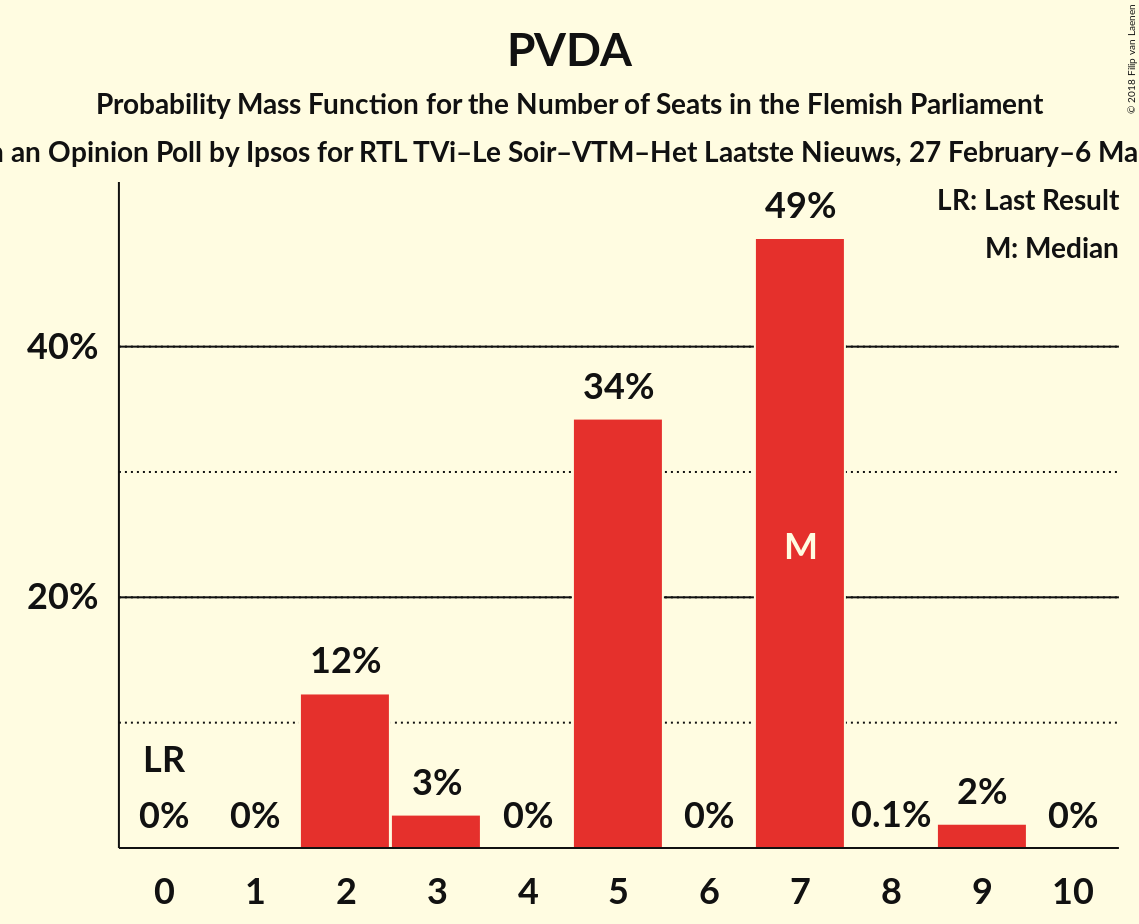 PVDA
Probability Mass Function for the Number of Seats in the Flemish Parliament
an Opinion Poll by Ipsos for RTL TVi–Le Soir–VTM–Het Laatste Nieuws, 27 February–6 Ma
© 2018 Filip van Laenen
LR: Last Result
M: Median
49%
40%
34%
M
20%
12%
LR
3%
2%
0% 0% 0% 0% 0.1% 0%
0 1 2 3 4 5 6 7 8 9 10